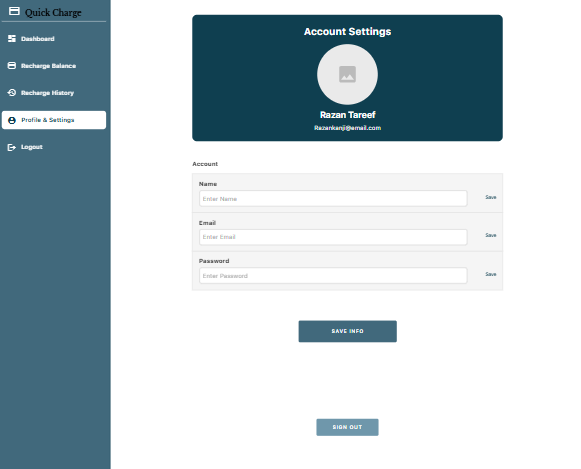 Quick Charge
Dashboard
Recharge Balance
Recharge History
Profile & Settings
Logout
Account Settings
Razan Tareef
Razankanji@email.com
Account
Name
Enter Name
Save
Email
Enter Email
Save
Password
Enter Password
Save
SAVE INFO
SIGN OUT